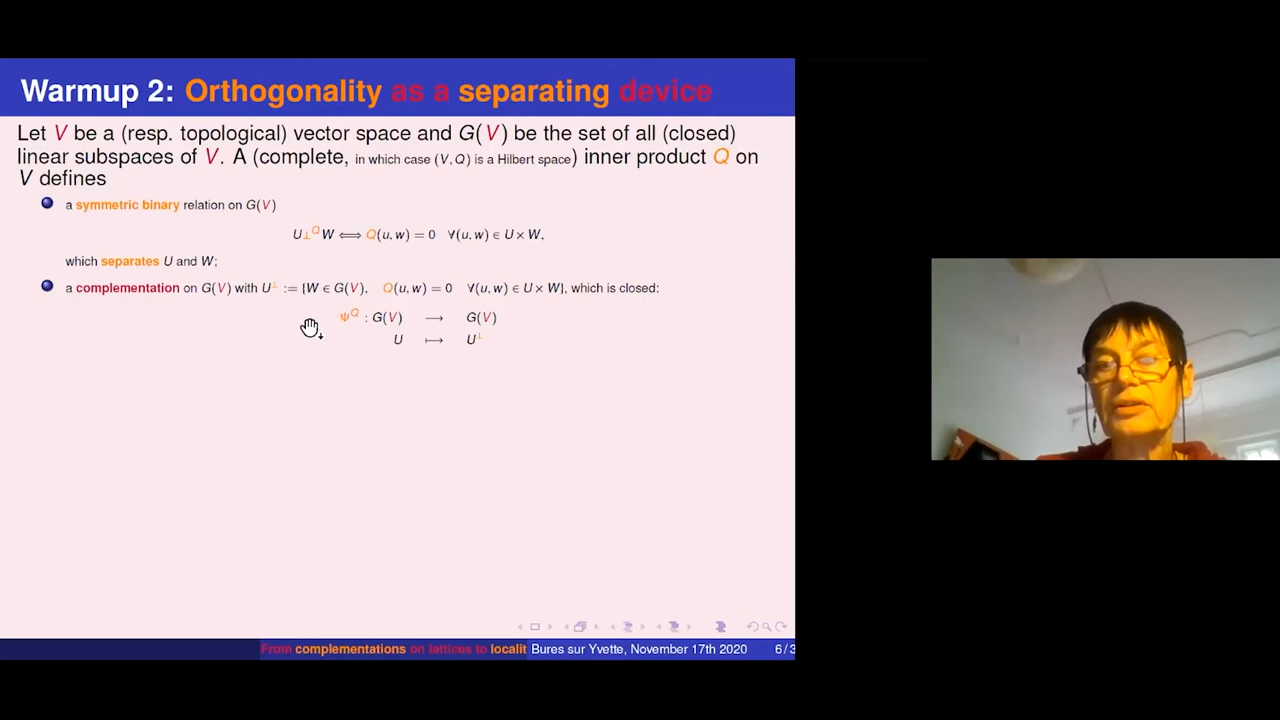 Warmup 2: Orthogonality as a separating device
Let V be a (resp. topological) vector space and G(V) be the set of all (closed)
linear subspaces of V. A (complete, in which case (V, Q) is a Hilbert space) inner product Q on
V defines
a symmetric binary relation on G(V)
U⊥^Q W ⟺ Q(u, w) = 0 ∀(u, w) ∈ U × W,
which separates U and W;
a complementation on G(V) with U^⊥ := {W ∈ G(V), Q(u, w) = 0 ∀(u, w) ∈ U × W}, which is closed:
Ψ^Q : G(V) ⟶ G(V)
U ⟼ U^⊥
From complementations on lattices to localit Bures sur Yvette, November 17th 2020 6 / 3